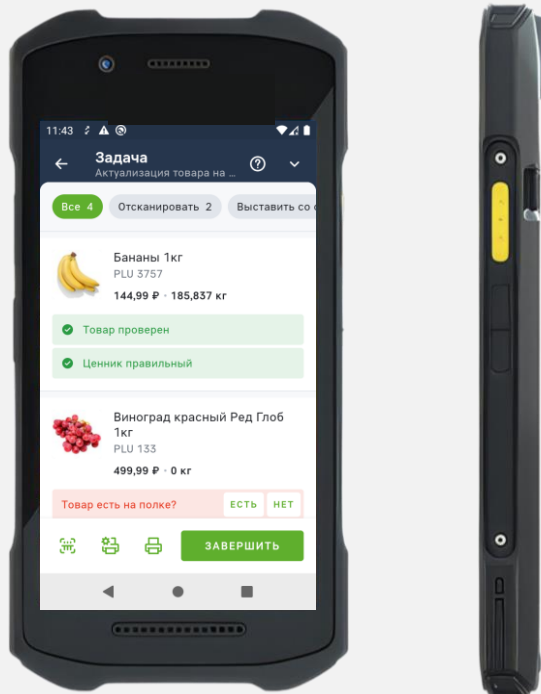 11:43
Задача
Актуализация товара на ...
Все 4
Отсканировать 2
Выставить со с
Бананы 1кг
PLU 3757
144,99 ₽ · 185,837 кг
Товар проверен
Ценник правильный
Виноград красный Ред Глоб
1кг
PLU 133
499,99 ₽ · 0 кг
Товар есть на полке?
ЕСТЬ
НЕТ
ЗАВЕРШИТЬ